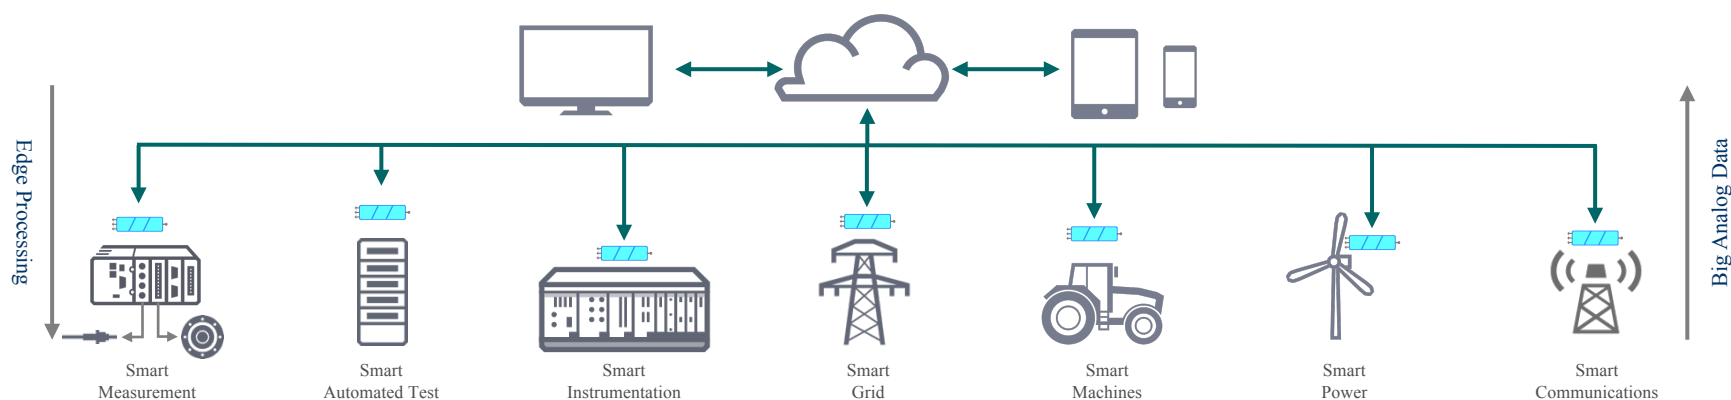 Edge Processing
Big Analog Data
Smart
Measurement
Smart
Automated Test
Smart
Instrumentation
Smart
Grid
Smart
Machines
Smart
Power
Smart
Communications